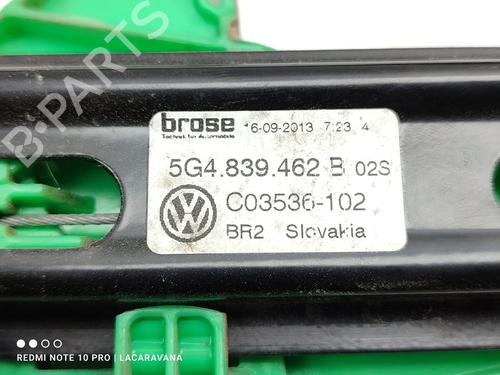 brose 16-09-2013 7:23 4
Technik für Automobile
5G4.839.462 B 02S
C03536-102
BR2 Slovakia
B-PARTS
REDMI NOTE 10 PRO | LACARAVANA